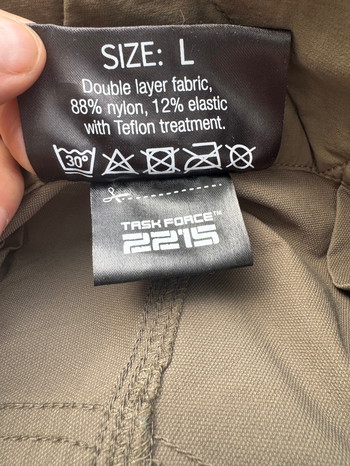 SIZE: L
Double layer fabric,
88% nylon, 12% elastic
with Teflon treatment.
30°
TASK FORCE™
2215